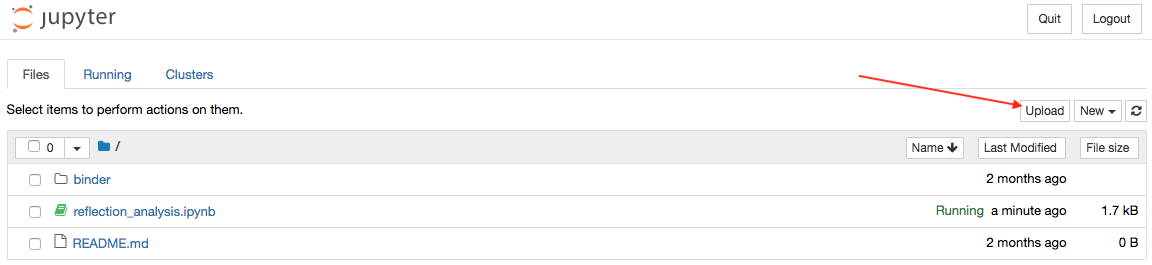 jupyter Quit Logout
Files Running Clusters
Select items to perform actions on them. Upload New
0 / Name Last Modified File size
binder 2 months ago
reflection_analysis.ipynb Running a minute ago 1.7 kB
README.md 2 months ago 0 B